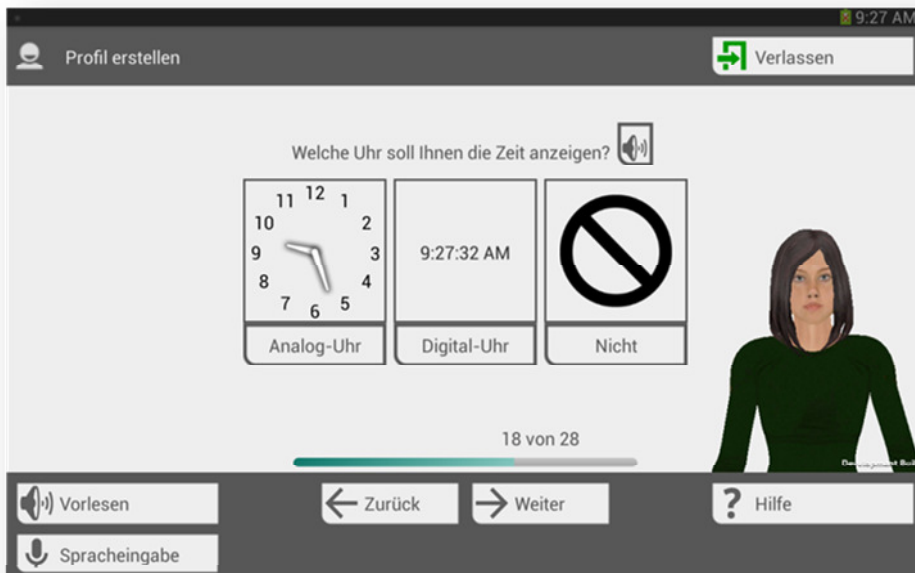 9:27 AM
Profil erstellen
Verlassen
Welche Uhr soll Ihnen die Zeit anzeigen?
11 12 1
10 2
9 3
8 4
7 6 5
9:27:32 AM
Analog-Uhr
Digital-Uhr
Nicht
18 von 28
Development Buil
Vorlesen
Zurück
Weiter
? Hilfe
Spracheingabe